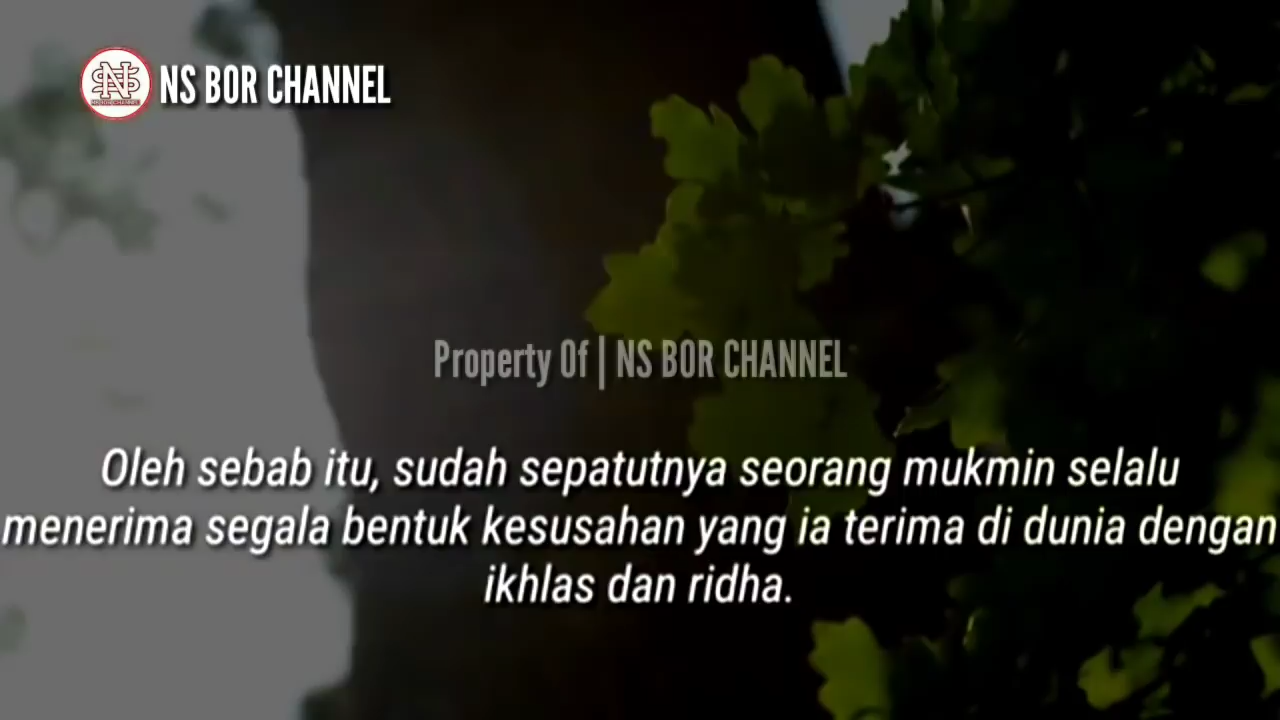 NS BOR CHANNEL
Property Of | NS BOR CHANNEL
Oleh sebab itu, sudah sepatutnya seorang mukmin selalu
menerima segala bentuk kesusahan yang ia terima di dunia dengan
ikhlas dan ridha.